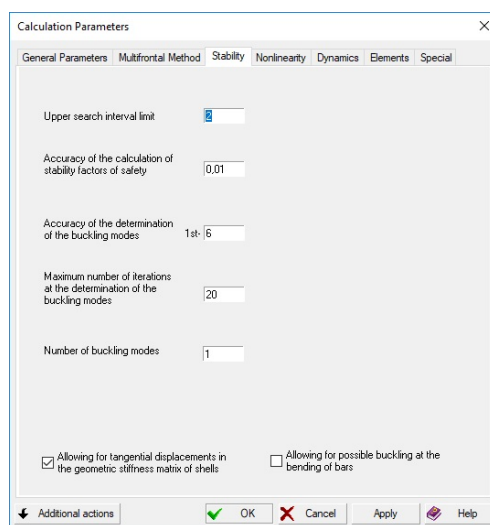 Calculation Parameters
General Parameters Multifrontal Method Stability Nonlinearity Dynamics Elements Special
Upper search interval limit 2
Accuracy of the calculation of
stability factors of safety 0,01
Accuracy of the determination
of the buckling modes 1st- 6
Maximum number of iterations
at the determination of the
buckling modes 20
Number of buckling modes 1
Allowing for tangential displacements in
the geometric stiffness matrix of shells
Allowing for possible buckling at the
bending of bars
Additional actions OK Cancel Apply Help